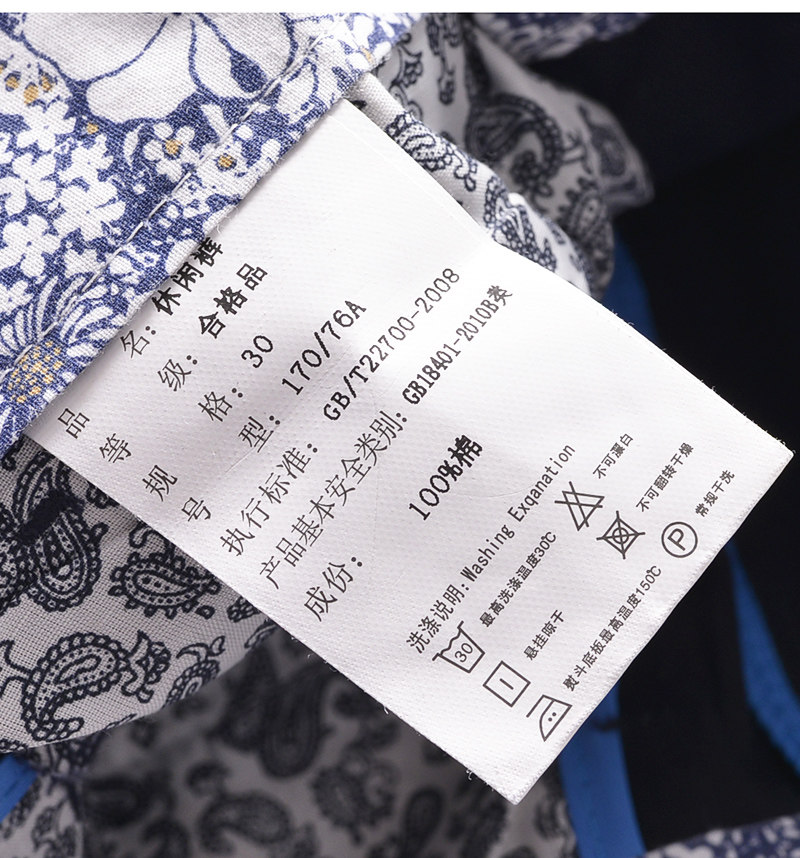 品 名: 休闲裤
等 级: 合格品
规 格: 30
号 型: 170/76A
执行标准: GB/T22700-2008
产品基本安全类别: GB18401-2010B类
成份: 100%棉
洗涤说明: Washing Exqanation
30 最高洗涤温度30℃ 不可漂白
悬挂晾干 不可翻转干燥
熨斗底板最高温度150℃ P 常规干洗